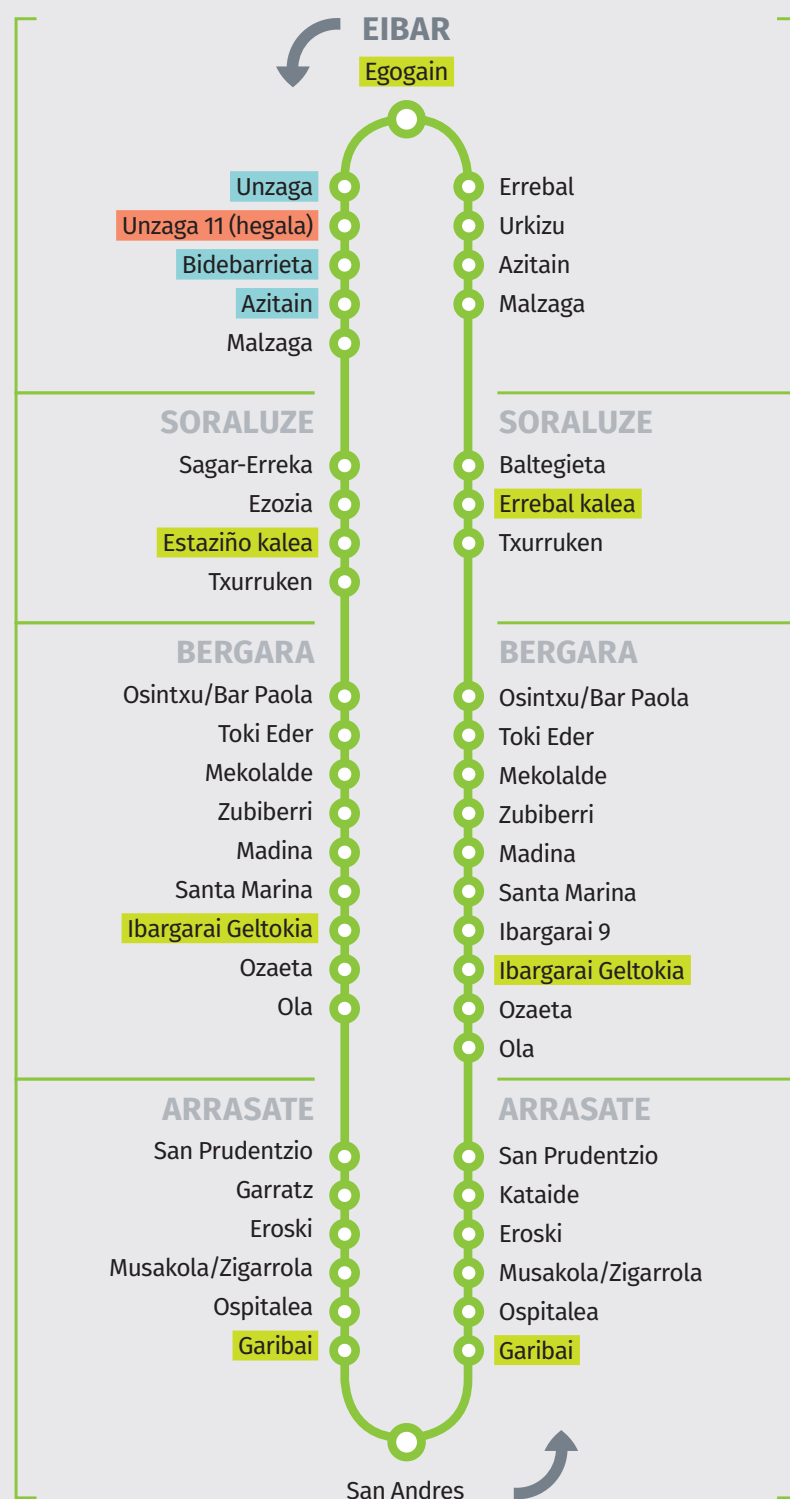 EIBAR
Egogain
Unzaga
Unzaga 11 (hegala)
Bidebarrieta
Azitain
Malzaga
SORALUZE
Sagar-Erreka
Ezozia
Estaziño kalea
Txurruken
BERGARA
Osintxu/Bar Paola
Toki Eder
Mekolalde
Zubiberri
Madina
Santa Marina
Ibargarai Geltokia
Ozaeta
Ola
ARRASATE
San Prudentzio
Garratz
Eroski
Musakola/Zigarrola
Ospitalea
Garibai
Errebal
Urkizu
Azitain
Malzaga
SORALUZE
Baltegieta
Errebal kalea
Txurruken
BERGARA
Osintxu/Bar Paola
Toki Eder
Mekolalde
Zubiberri
Madina
Santa Marina
Ibargarai 9
Ibargarai Geltokia
Ozaeta
Ola
ARRASATE
San Prudentzio
Kataide
Eroski
Musakola/Zigarrola
Ospitalea
Garibai
San Andres